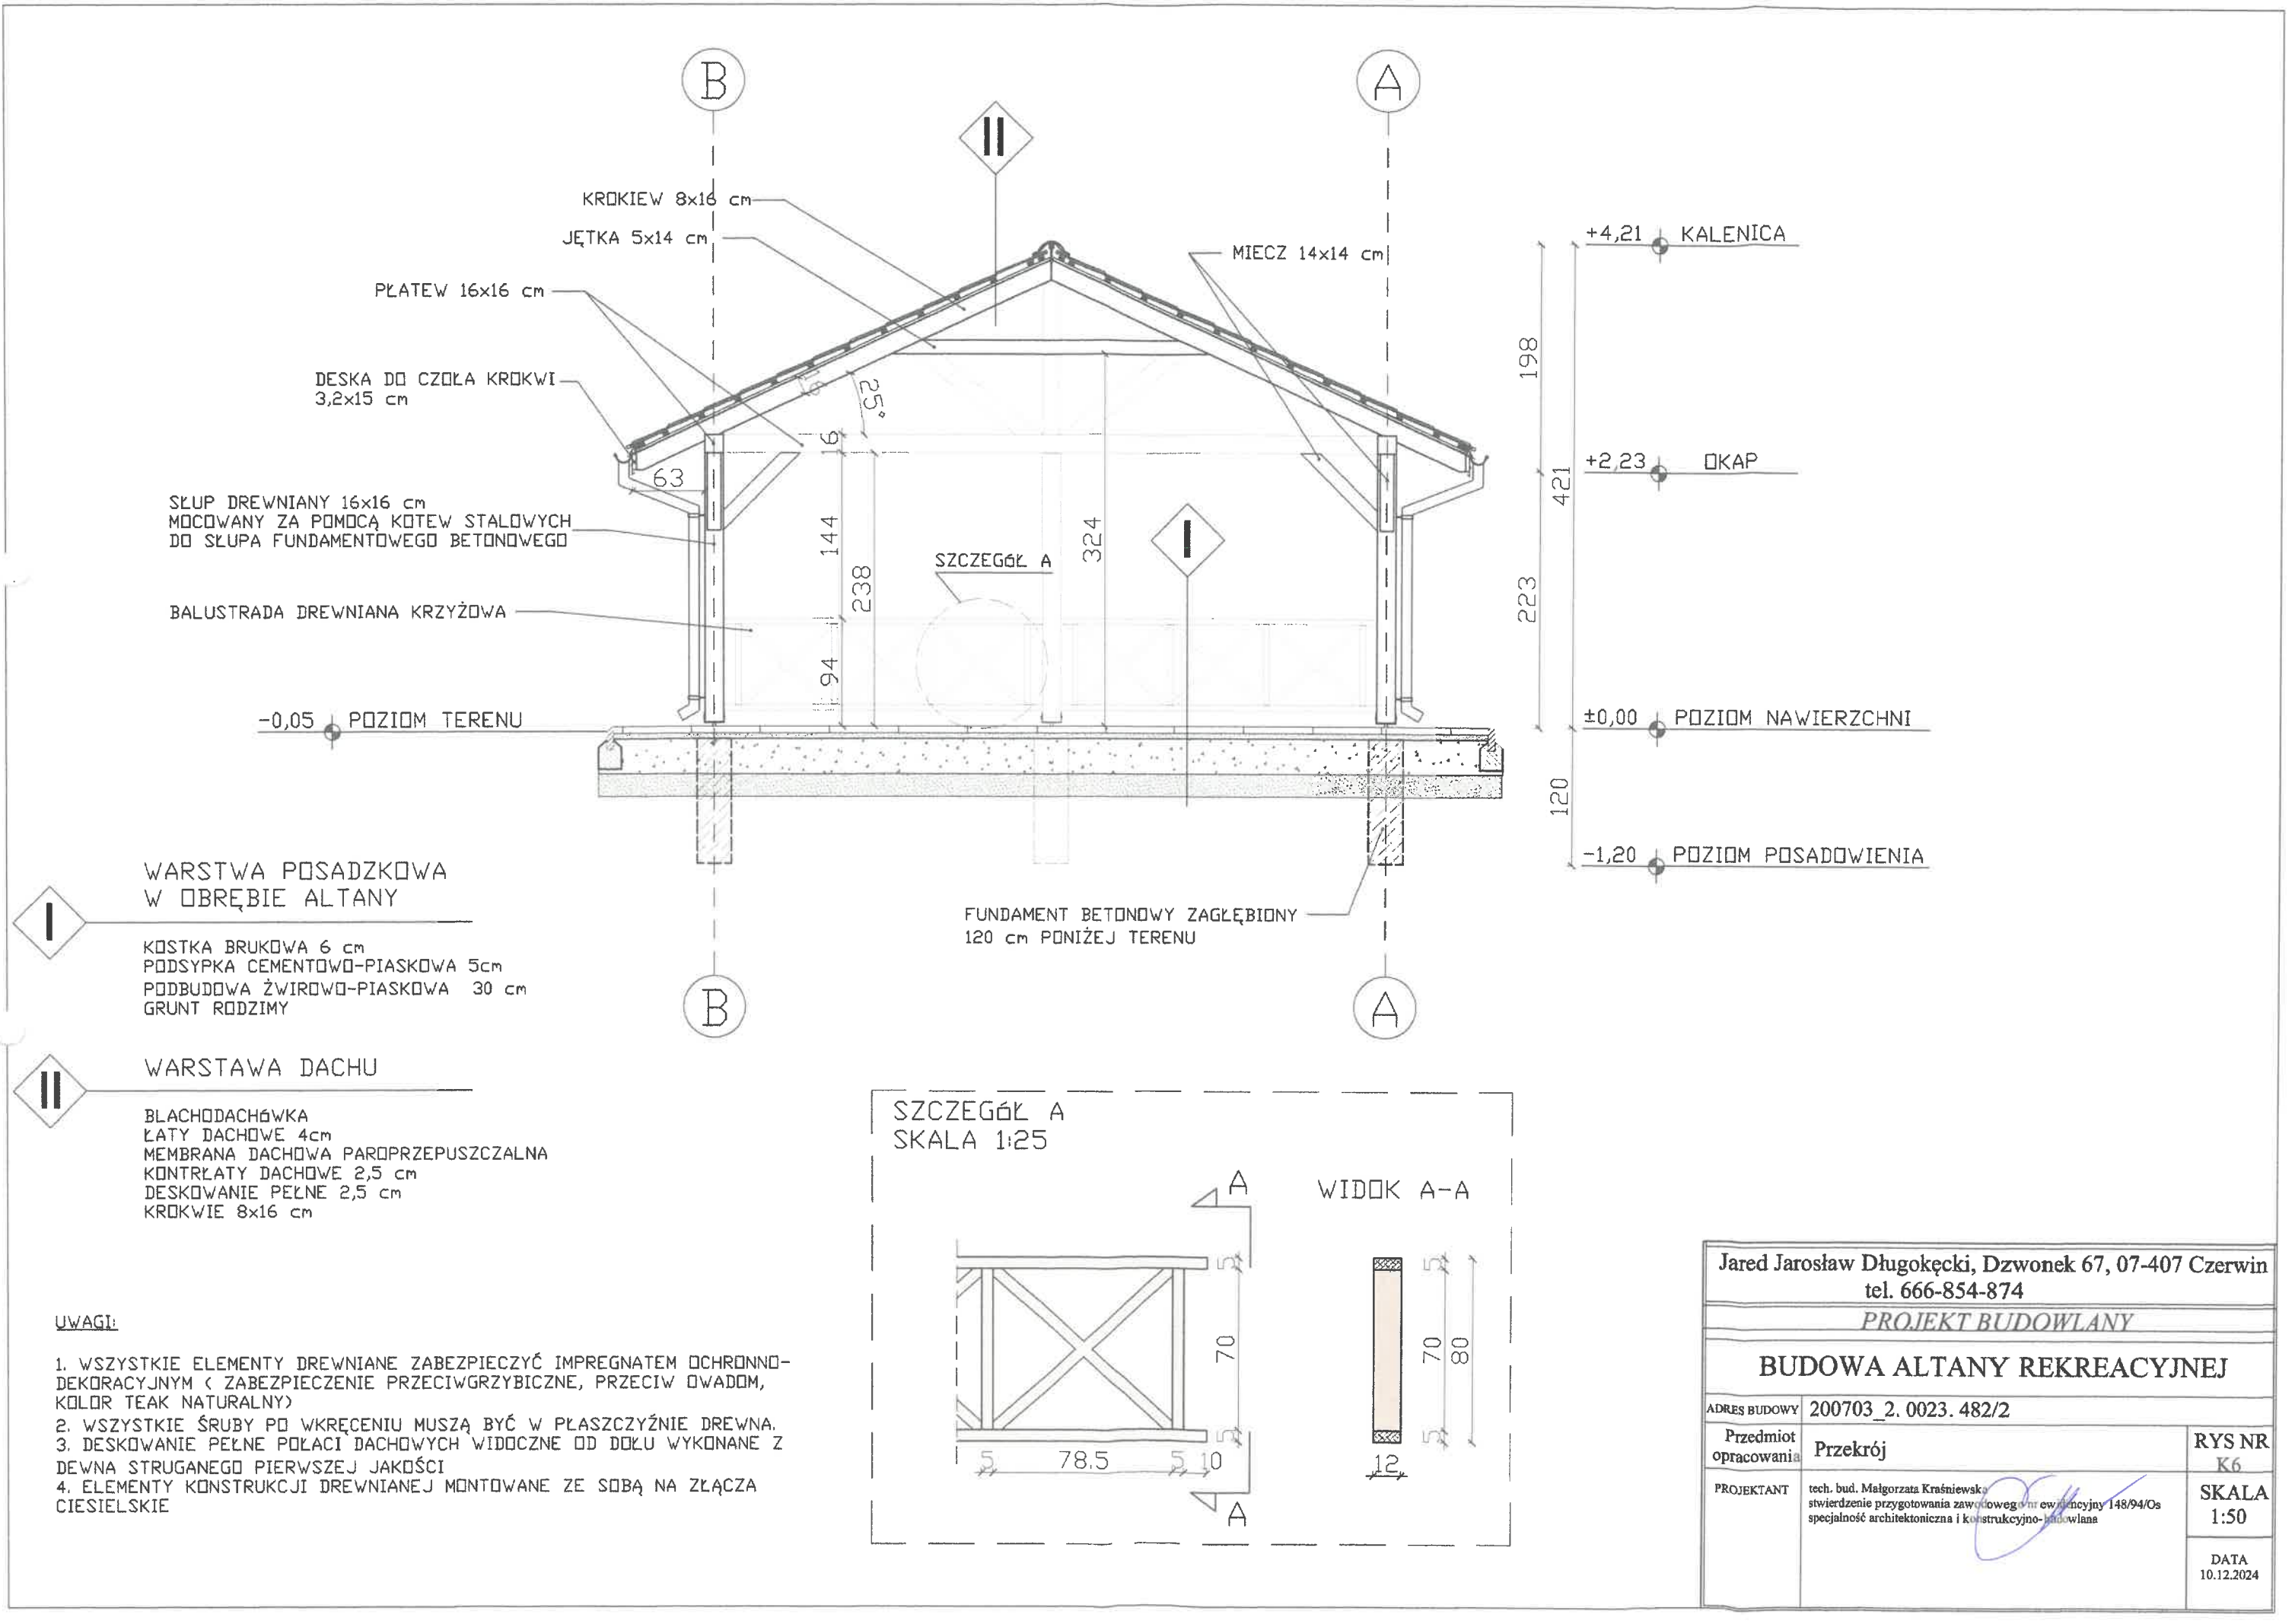 B
A
II
KROKIEW 8x16 cm
JĘTKA 5x14 cm
MIECZ 14x14 cm
PŁATEW 16x16 cm
DESKA DO CZOŁA KROKWI
3,2x15 cm
SŁUP DREWNIANY 16x16 cm
MOCOWANY ZA POMOCĄ KOTEW STALOWYCH
DO SŁUPA FUNDAMENTOWEGO BETONOWEGO
BALUSTRADA DREWNIANA KRZYŻOWA
-0,05 POZIOM TERENU
16
25°
16
63
144
238
94
324
SZCZEGÓŁ A
I
+4,21 KALENICA
198
+2,23 OKAP
421
223
±0,00 POZIOM NAWIERZCHNI
120
-1,20 POZIOM POSADOWIENIA
FUNDAMENT BETONOWY ZAGŁĘBIONY
120 cm PONIŻEJ TERENU
B
A
I
WARSTWA POSADZKOWA
W OBRĘBIE ALTANY
KOSTKA BRUKOWA 6 cm
PODSYPKA CEMENTOWO-PIASKOWA 5cm
PODBUDOWA ŻWIROWO-PIASKOWA 30 cm
GRUNT RODZIMY
II
WARSTAWA DACHU
BLACHODACHÓWKA
ŁATY DACHOWE 4cm
MEMBRANA DACHOWA PAROPRZEPUSZCZALNA
KONTRŁATY DACHOWE 2,5 cm
DESKOWANIE PEŁNE 2,5 cm
KROKWIE 8x16 cm
UWAGI:
1. WSZYSTKIE ELEMENTY DREWNIANE ZABEZPIECZYĆ IMPREGNATEM OCHRONNO-
DEKORACYJNYM ( ZABEZPIECZENIE PRZECIWGRZYBICZNE, PRZECIW OWADOM,
KOLOR TEAK NATURALNY)
2. WSZYSTKIE ŚRUBY PO WKRĘCENIU MUSZĄ BYĆ W PŁASZCZYŹNIE DREWNA.
3. DESKOWANIE PEŁNE POŁACI DACHOWYCH WIDOCZNE OD DOŁU WYKONANE Z
DEWNA STRUGANEGO PIERWSZEJ JAKOŚCI
4. ELEMENTY KONSTRUKCJI DREWNIANEJ MONTOWANE ZE SOBĄ NA ZŁĄCZA
CIESIELSKIE
SZCZEGÓŁ A
SKALA 1:25
A
WIDOK A-A
5
70
5
5
78.5
5
10
A
5
70
80
5
12
Jared Jarosław Długokęcki, Dzwonek 67, 07-407 Czerwin
tel. 666-854-874
PROJEKT BUDOWLANY
BUDOWA ALTANY REKREACYJNEJ
ADRES BUDOWY 200703_2. 0023. 482/2
Przedmiot opracowania
Przekrój
RYS NR
K6
PROJEKTANT
tech. bud. Małgorzata Kraśniewska
stwierdzenie przygotowania zawodowego nr ewidencyjny 148/94/Os
specjalność architektoniczna i konstrukcyjno-budowlana
SKALA
1:50
DATA
10.12.2024